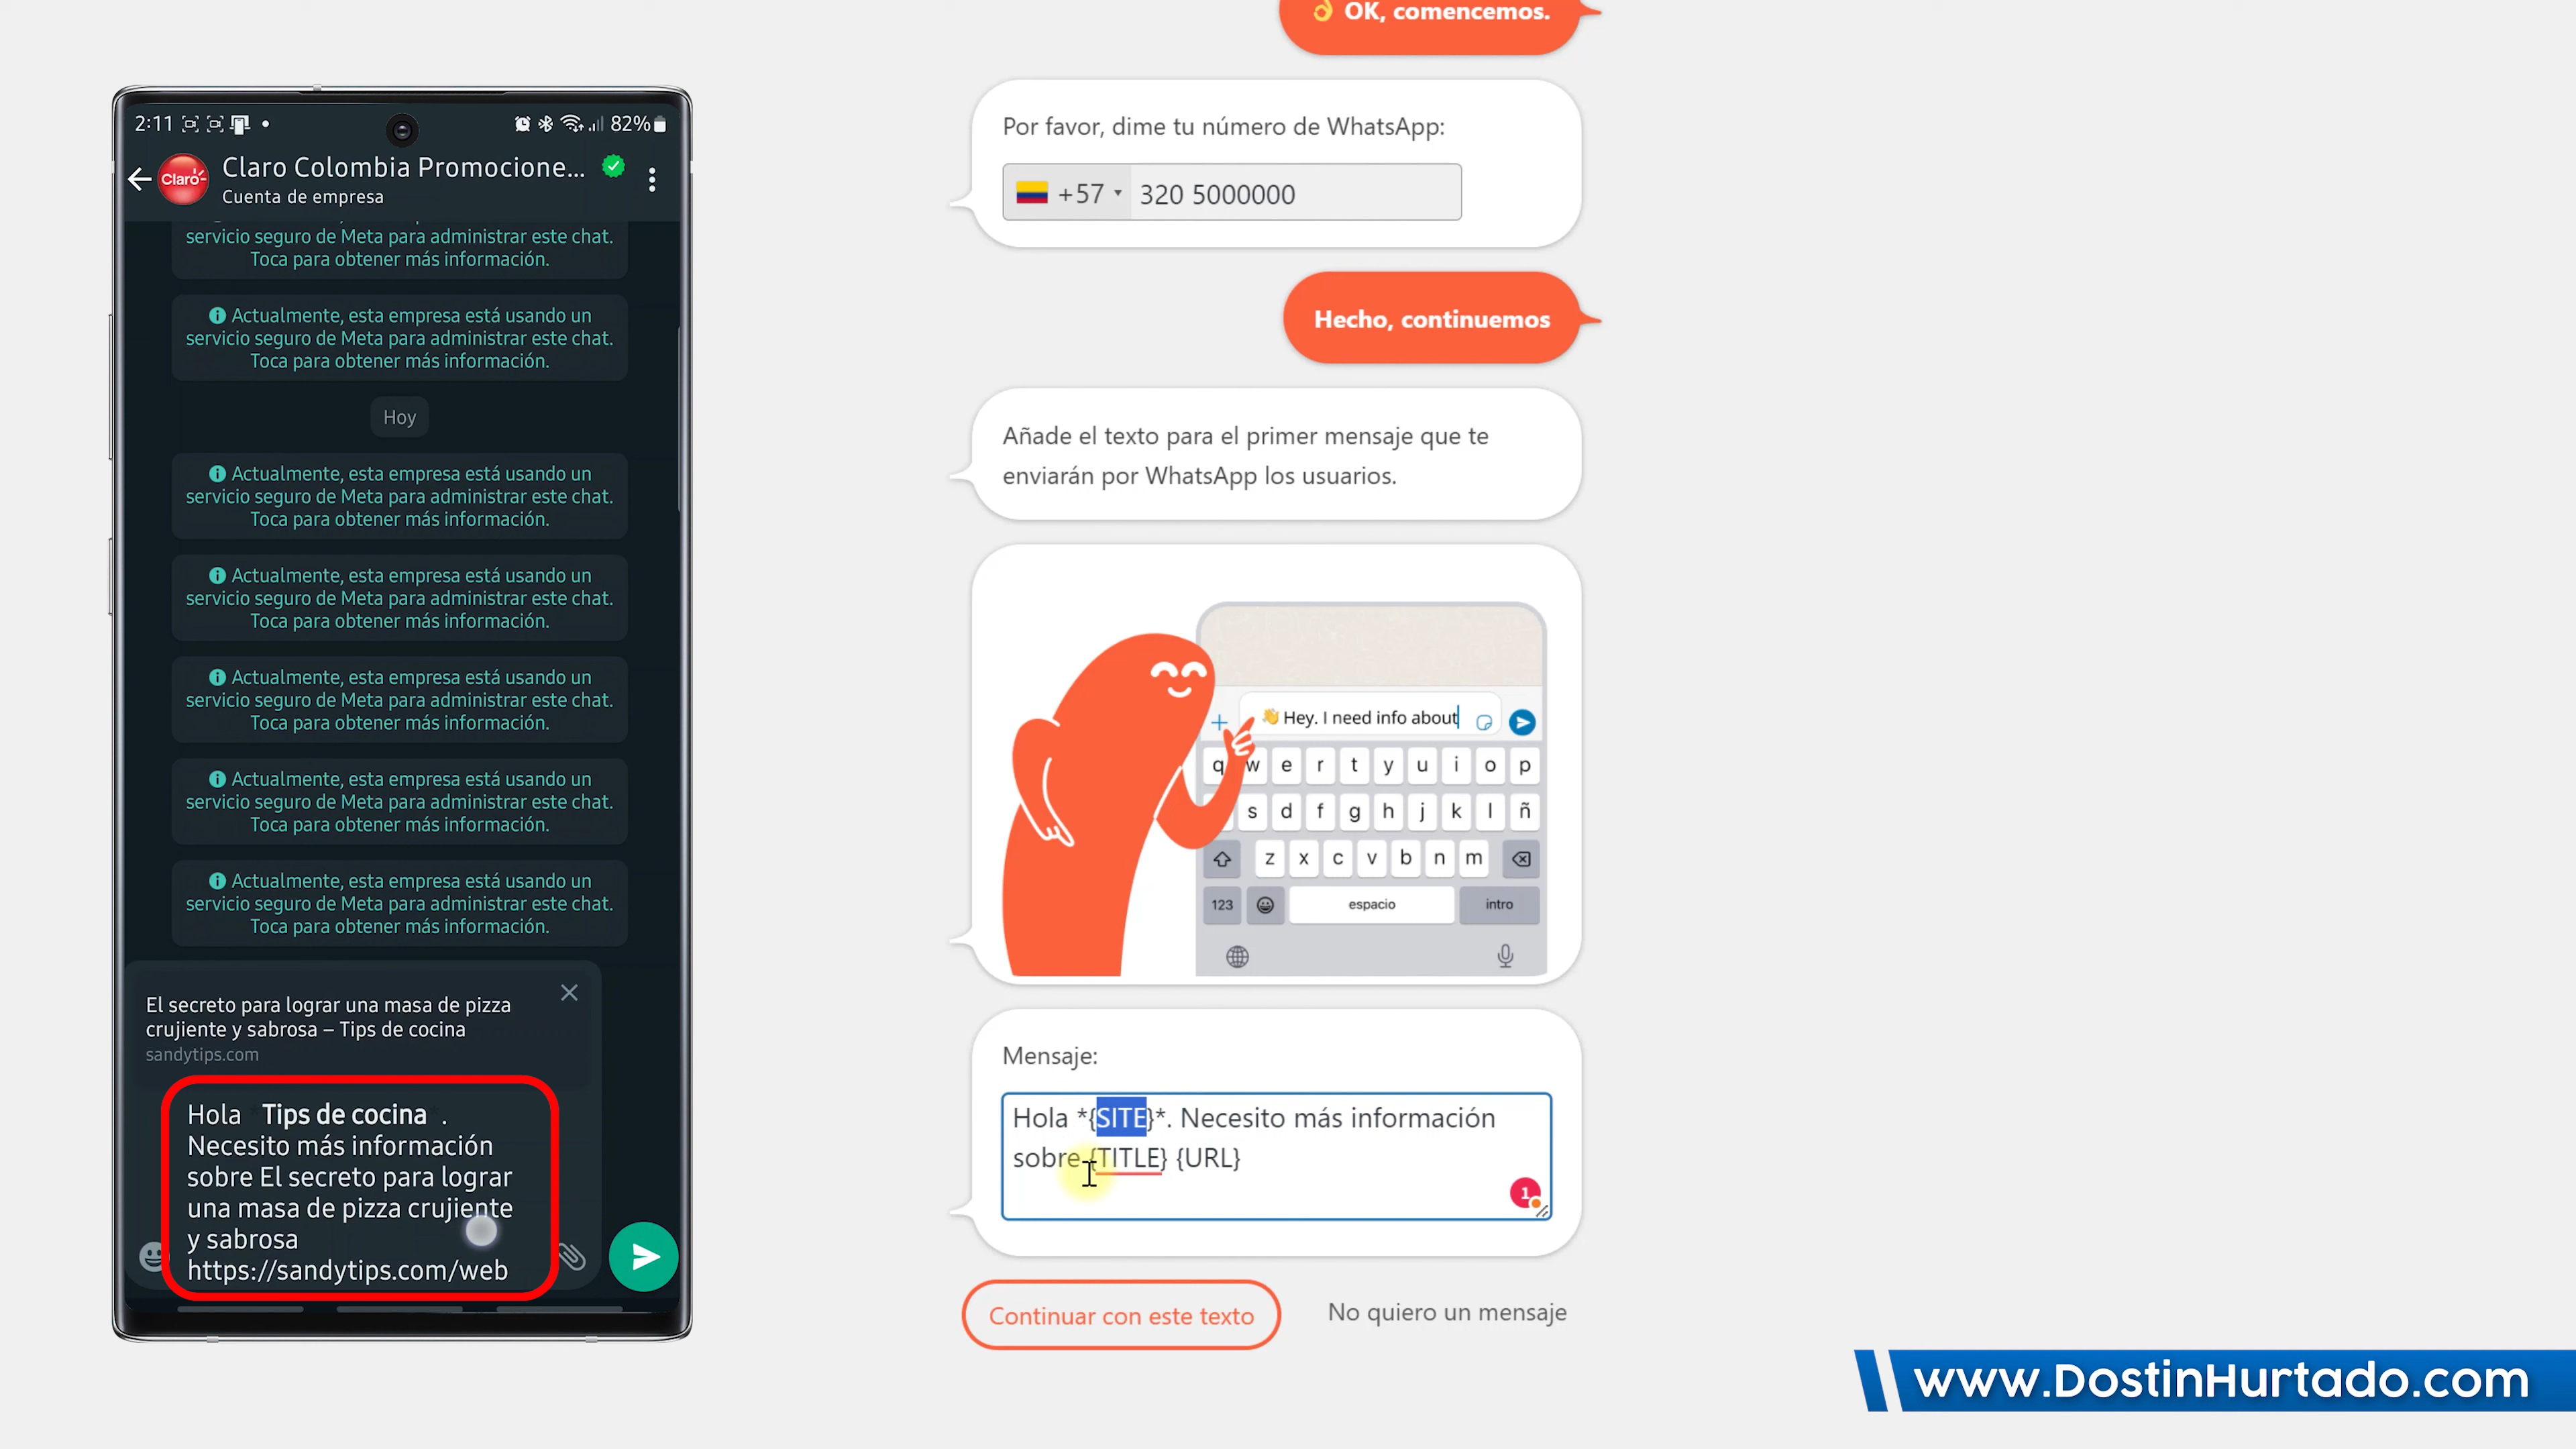 2:11
82%
Claro-
Claro Colombia Promocione...
Cuenta de empresa
servicio seguro de Meta para administrar este chat.
Toca para obtener más información.
Actualmente, esta empresa está usando un
servicio seguro de Meta para administrar este chat.
Toca para obtener más información.
Hoy
Actualmente, esta empresa está usando un
servicio seguro de Meta para administrar este chat.
Toca para obtener más información.
Actualmente, esta empresa está usando un
servicio seguro de Meta para administrar este chat.
Toca para obtener más información.
Actualmente, esta empresa está usando un
servicio seguro de Meta para administrar este chat.
Toca para obtener más información.
Actualmente, esta empresa está usando un
servicio seguro de Meta para administrar este chat.
Toca para obtener más información.
Actualmente, esta empresa está usando un
servicio seguro de Meta para administrar este chat.
Toca para obtener más información.
El secreto para lograr una masa de pizza
crujiente y sabrosa – Tips de cocina
sandytips.com
Hola Tips de cocina .
Necesito más información
sobre El secreto para lograr
una masa de pizza crujiente
y sabrosa
https://sandytips.com/web
👌 OK, comencemos.
Por favor, dime tu número de WhatsApp:
+57 320 5000000
Hecho, continuemos
Añade el texto para el primer mensaje que te
enviarán por WhatsApp los usuarios.
👋 Hey. I need info about
q w e r t y u i o p
s d f g h j k l ñ
z x c v b n m
123 espacio intro
Mensaje:
Hola *{SITE}*. Necesito más información
sobre {TITLE} {URL}
1
Continuar con este texto
No quiero un mensaje
www.DostinHurtado.com